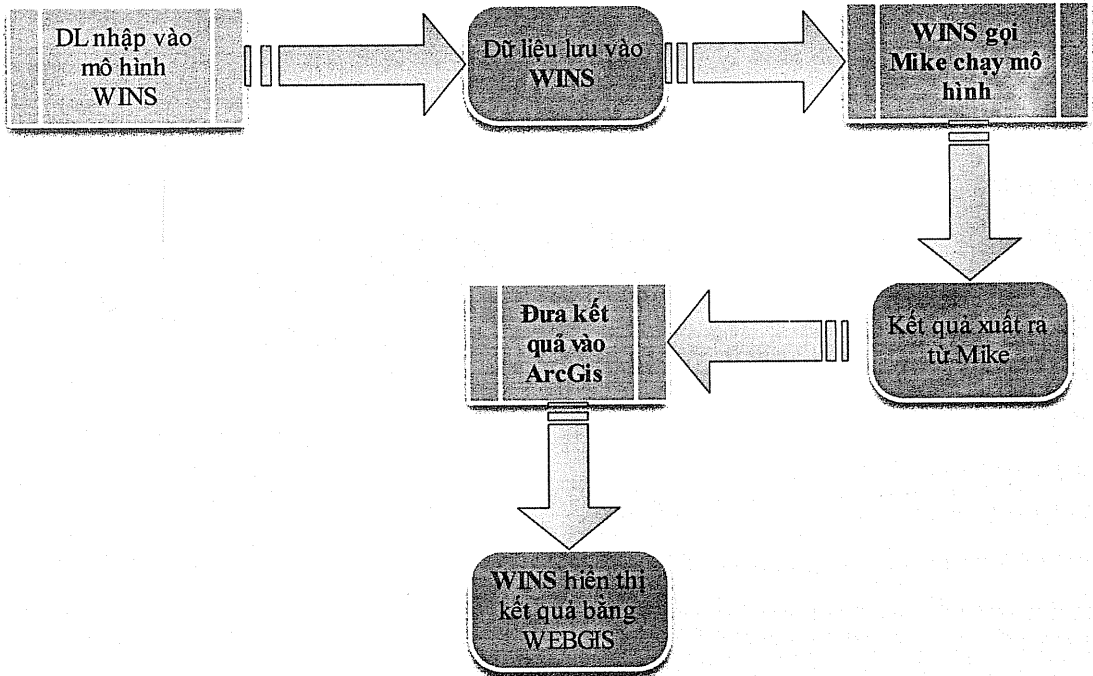 DL nhập vào
mô hình
WINS
Dữ liệu lưu vào
WINS
WINS gọi
Mike chạy mô
hình
Kết quả xuất ra
từ Mike
Đưa kết
quả vào
ArcGis
WINS hiển thị
kết quả bằng
WEBGIS